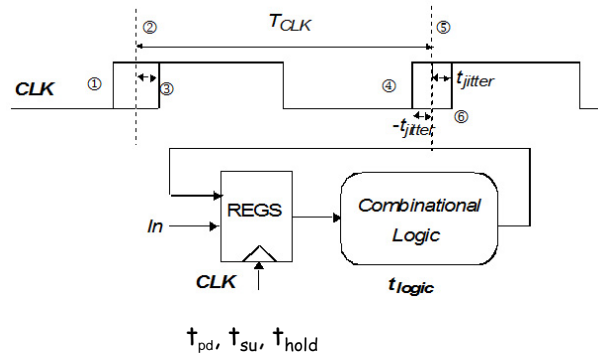 ② T_CLK ⑤
① CLK ③ ④ t_jitter
-t_jitter ⑥
REGS
In
Combinational
Logic
CLK
t_logic
t_pd, t_su, t_hold